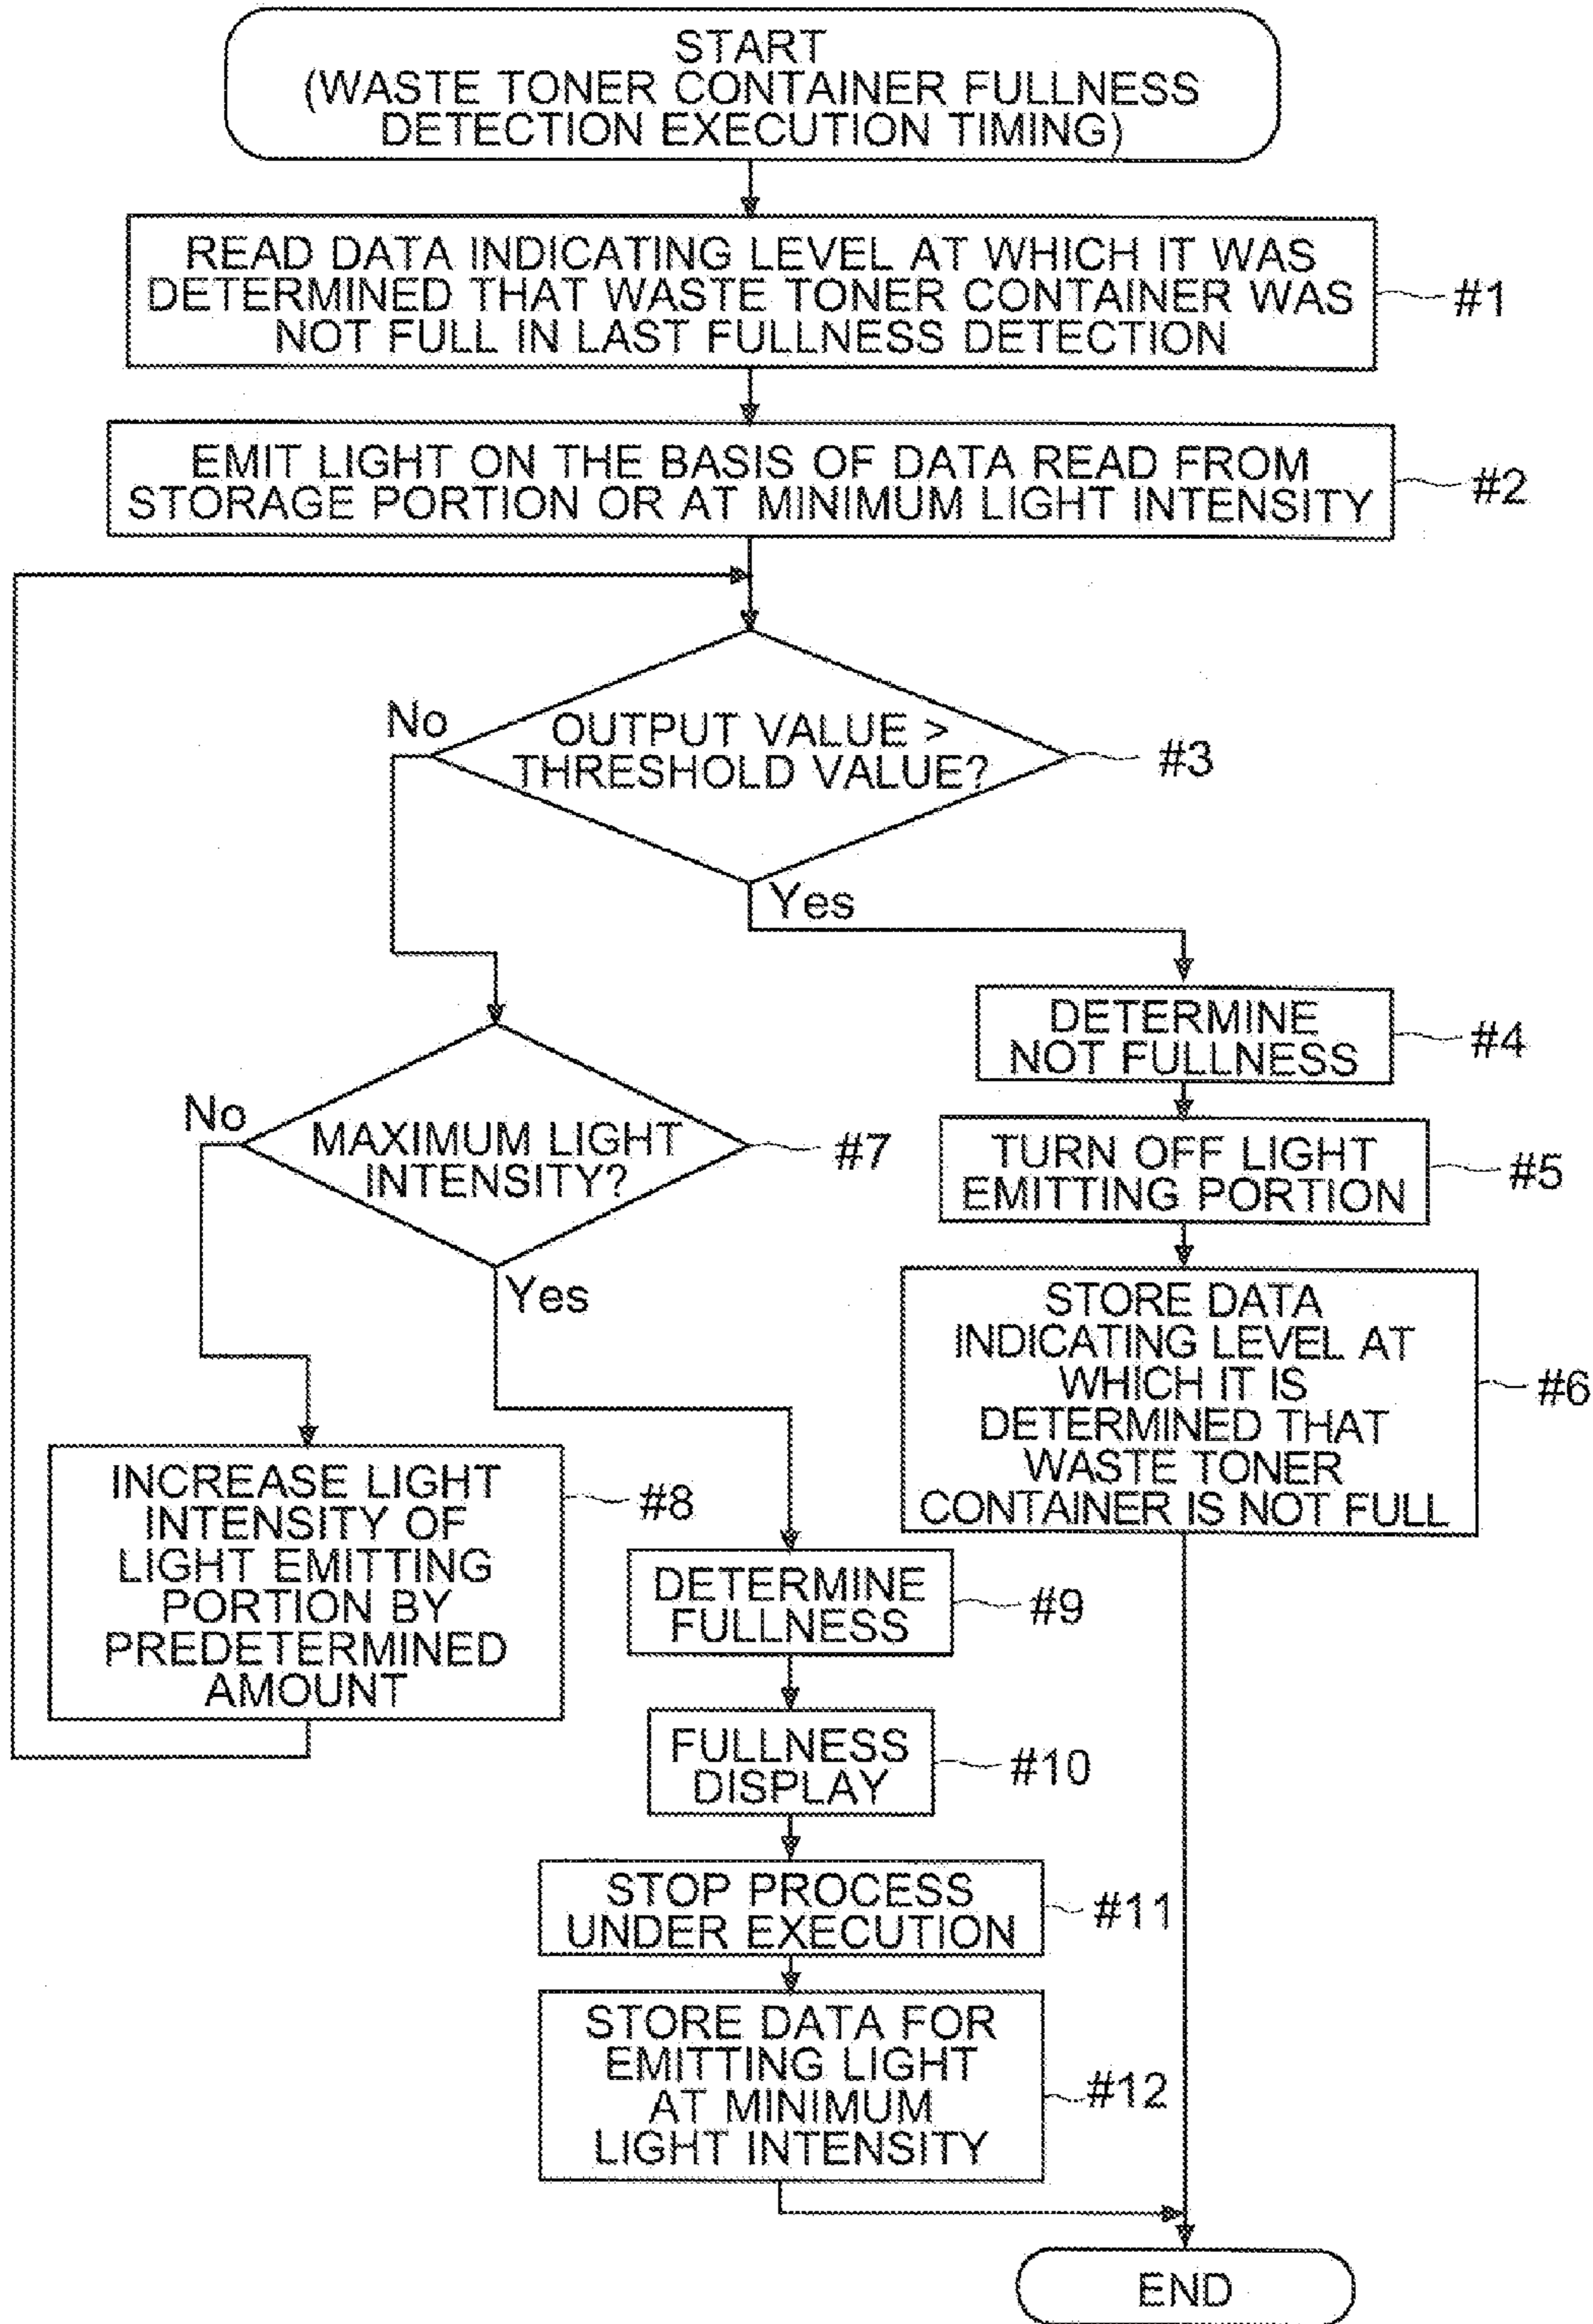 START
(WASTE TONER CONTAINER FULLNESS
DETECTION EXECUTION TIMING)
READ DATA INDICATING LEVEL AT WHICH IT WAS
DETERMINED THAT WASTE TONER CONTAINER WAS
NOT FULL IN LAST FULLNESS DETECTION
#1
EMIT LIGHT ON THE BASIS OF DATA READ FROM
STORAGE PORTION OR AT MINIMUM LIGHT INTENSITY
#2
No
OUTPUT VALUE >
THRESHOLD VALUE?
#3
Yes
DETERMINE
NOT FULLNESS
#4
No
MAXIMUM LIGHT
INTENSITY?
#7
TURN OFF LIGHT
EMITTING PORTION
#5
Yes
STORE DATA
INDICATING LEVEL AT
WHICH IT IS
DETERMINED THAT
WASTE TONER
CONTAINER IS NOT FULL
#6
INCREASE LIGHT
INTENSITY OF
LIGHT EMITTING
PORTION BY
PREDETERMINED
AMOUNT
#8
DETERMINE
FULLNESS
#9
FULLNESS
DISPLAY
#10
STOP PROCESS
UNDER EXECUTION
#11
STORE DATA FOR
EMITTING LIGHT
AT MINIMUM
LIGHT INTENSITY
#12
END